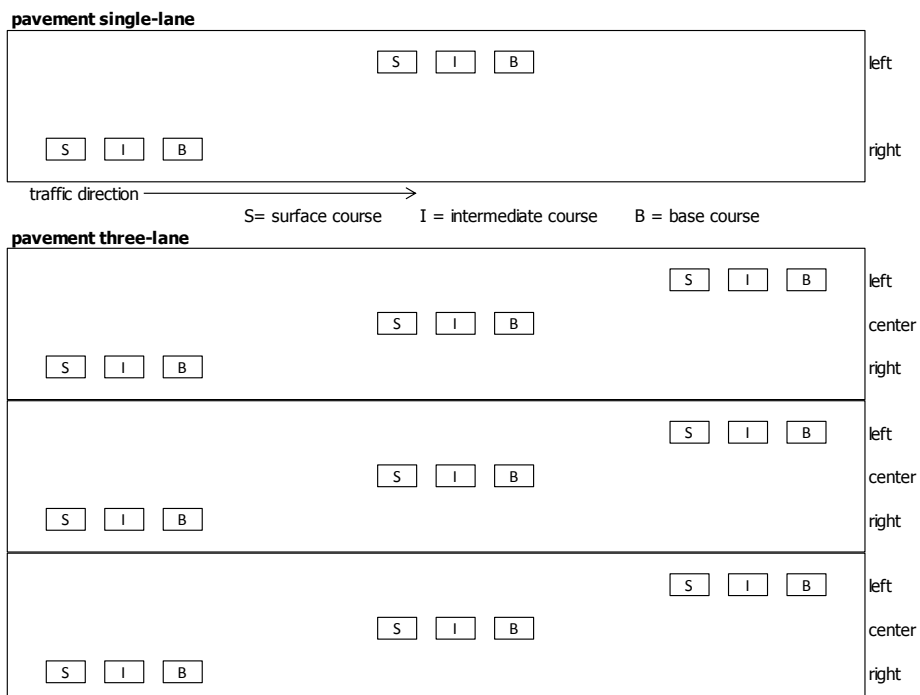 pavement single-lane
S I B left
S I B right
traffic direction
S= surface course I = intermediate course B = base course
pavement three-lane
S I B left
S I B center
S I B right
S I B left
S I B center
S I B right
S I B left
S I B center
S I B right